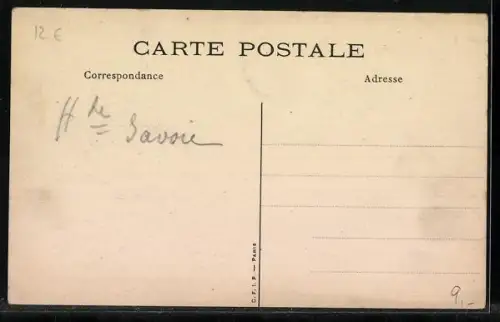 12 €
CARTE POSTALE
Correspondance
Adresse
Hte
Savoie
C. F. I. P. — PARIS
9,-